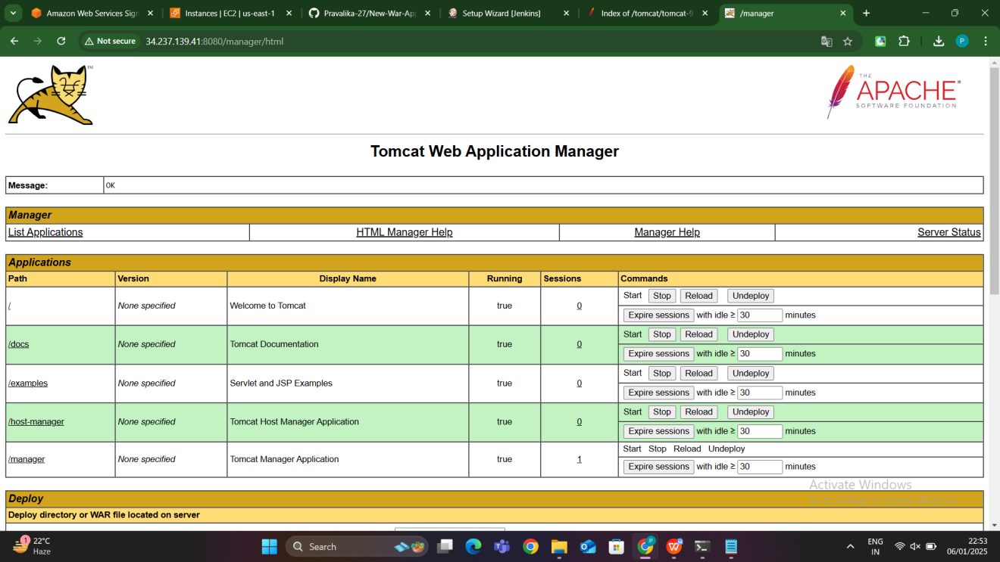 Amazon Web Services Sign
Instances | EC2 | us-east-1
Pravalika-27/New-War-App
Setup Wizard [Jenkins]
Index of /tomcat/tomcat-9
/manager
Not secure
34.237.139.41:8080/manager/html
P
TM
THE
APACHE®
SOFTWARE FOUNDATION
Tomcat Web Application Manager
Message: OK
Manager
List Applications HTML Manager Help Manager Help Server Status
Applications
Path Version Display Name Running Sessions Commands
/ None specified Welcome to Tomcat true 0 Start Stop Reload Undeploy
Expire sessions with idle ≥ 30 minutes
/docs None specified Tomcat Documentation true 0 Start Stop Reload Undeploy
Expire sessions with idle ≥ 30 minutes
/examples None specified Servlet and JSP Examples true 0 Start Stop Reload Undeploy
Expire sessions with idle ≥ 30 minutes
/host-manager None specified Tomcat Host Manager Application true 0 Start Stop Reload Undeploy
Expire sessions with idle ≥ 30 minutes
/manager None specified Tomcat Manager Application true 1 Start Stop Reload Undeploy
Expire sessions with idle ≥ 30 minutes
Activate Windows
Deploy
Deploy directory or WAR file located on server
1
22°C
Haze
Search
P
ENG
IN
22:53
06/01/2025